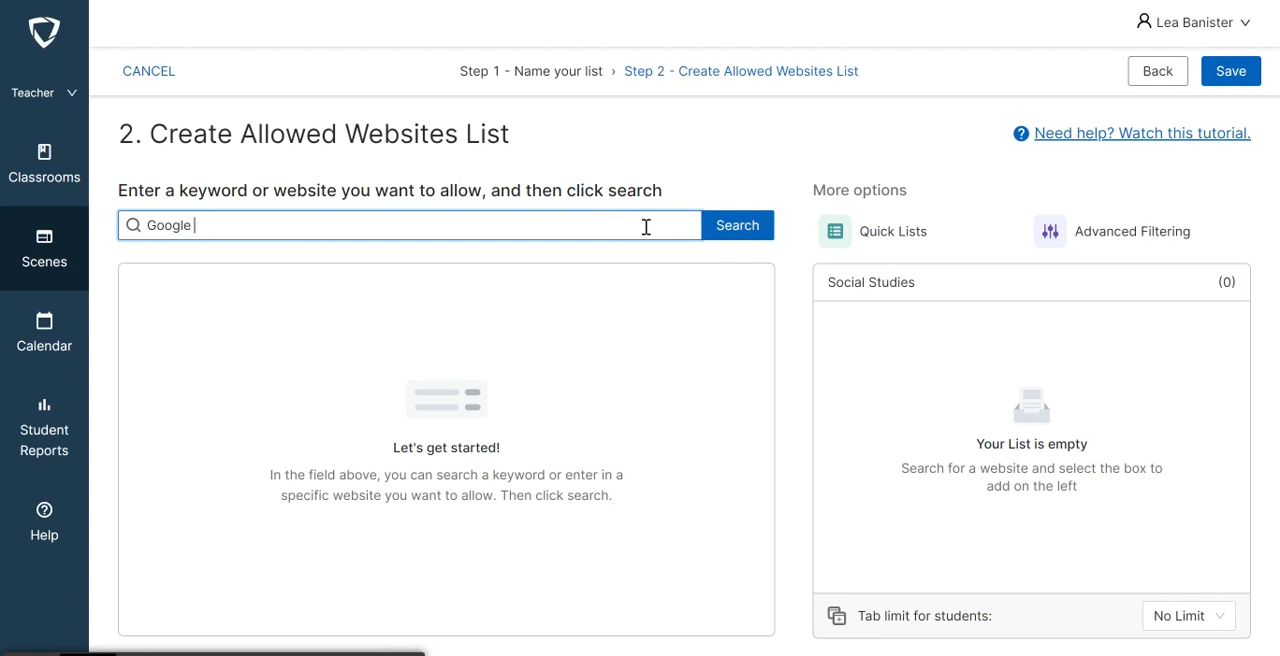 Lea Banister
CANCEL
Step 1 - Name your list › Step 2 - Create Allowed Websites List
Back
Save
Teacher
Classrooms
Scenes
Calendar
Student
Reports
Help
2. Create Allowed Websites List
Need help? Watch this tutorial.
Enter a keyword or website you want to allow, and then click search
Google
Search
Let's get started!
In the field above, you can search a keyword or enter in a
specific website you want to allow. Then click search.
More options
Quick Lists
Advanced Filtering
Social Studies (0)
Your List is empty
Search for a website and select the box to
add on the left
Tab limit for students: No Limit